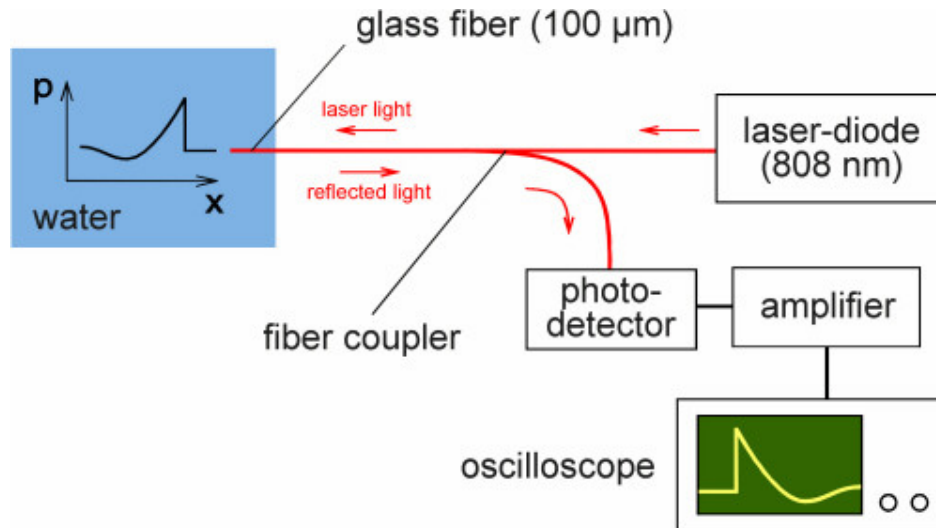 glass fiber (100 µm)
p
x
water
laser light
reflected light
laser-diode
(808 nm)
fiber coupler
photo-
detector
amplifier
oscilloscope